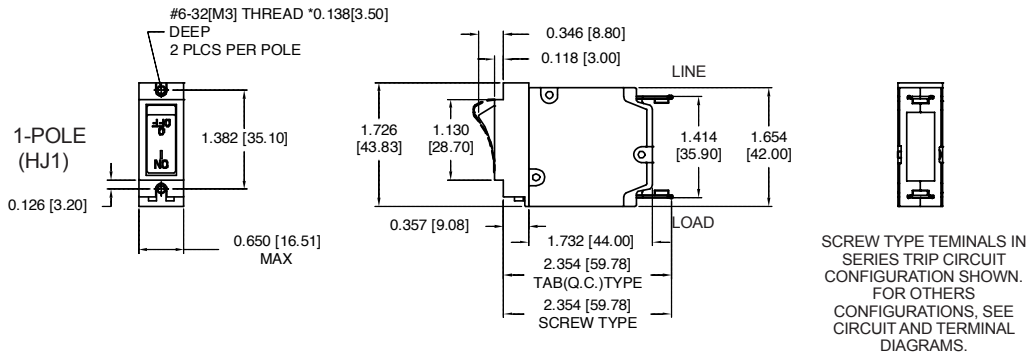 #6-32[M3] THREAD *0.138[3.50]
DEEP
2 PLCS PER POLE
0.346 [8.80]
0.118 [3.00]
LINE
1-POLE
(HJ1)
OFF
ON
1.382 [35.10]
1.726
[43.83]
1.130
[28.70]
1.414
[35.90]
1.654
[42.00]
0.126 [3.20]
0.650 [16.51]
MAX
0.357 [9.08]
LOAD
1.732 [44.00]
2.354 [59.78]
TAB(Q.C.)TYPE
2.354 [59.78]
SCREW TYPE
SCREW TYPE TEMINALS IN
SERIES TRIP CIRCUIT
CONFIGURATION SHOWN.
FOR OTHERS
CONFIGURATIONS, SEE
CIRCUIT AND TERMINAL
DIAGRAMS.